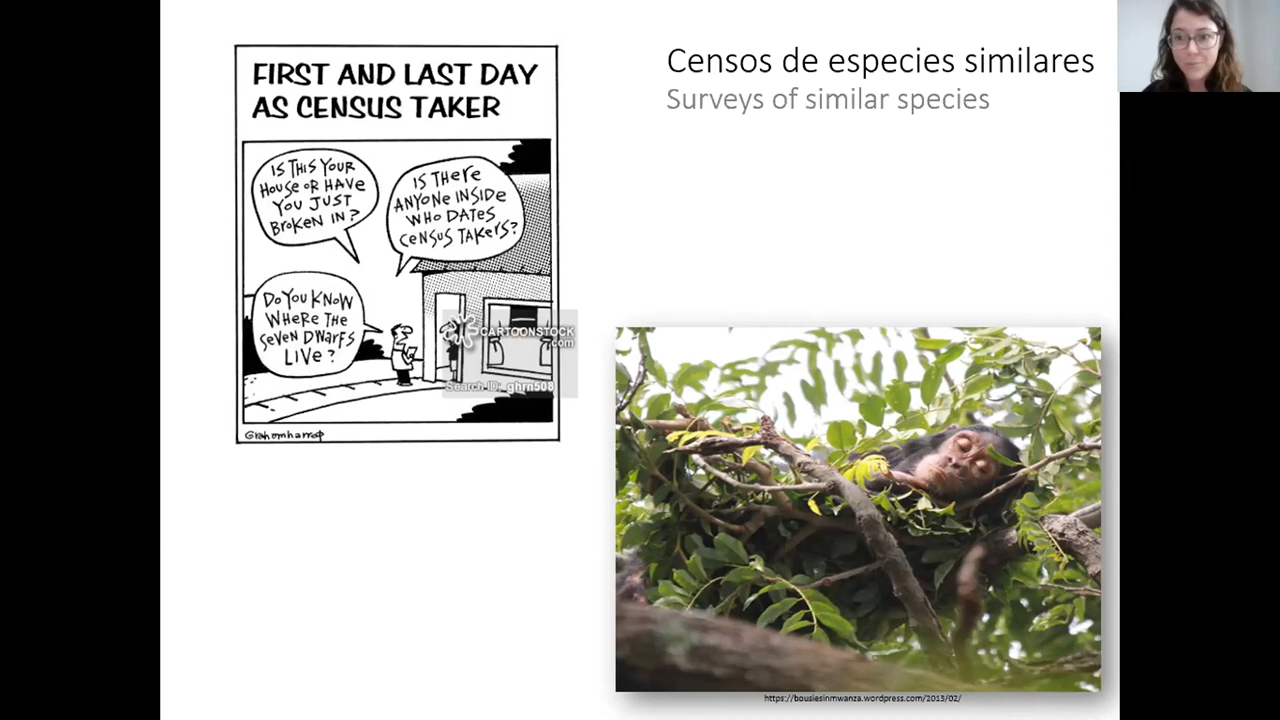 FIRST AND LAST DAY
AS CENSUS TAKER
IS THIS YOUR
HOUSE OR HAVE
YOU JUST
BROKEN IN?
IS THERE
ANYONE INSIDE
WHO DATES
CENSUS TAKERS?
DO YOU KNOW
WHERE THE
SEVEN DWARFS
LIVE?
CARTOONSTOCK
.com
Search ID: ghrn508
Grahamharrop
Censos de especies similares
Surveys of similar species
https://bousiesinmwanza.wordpress.com/2013/02/